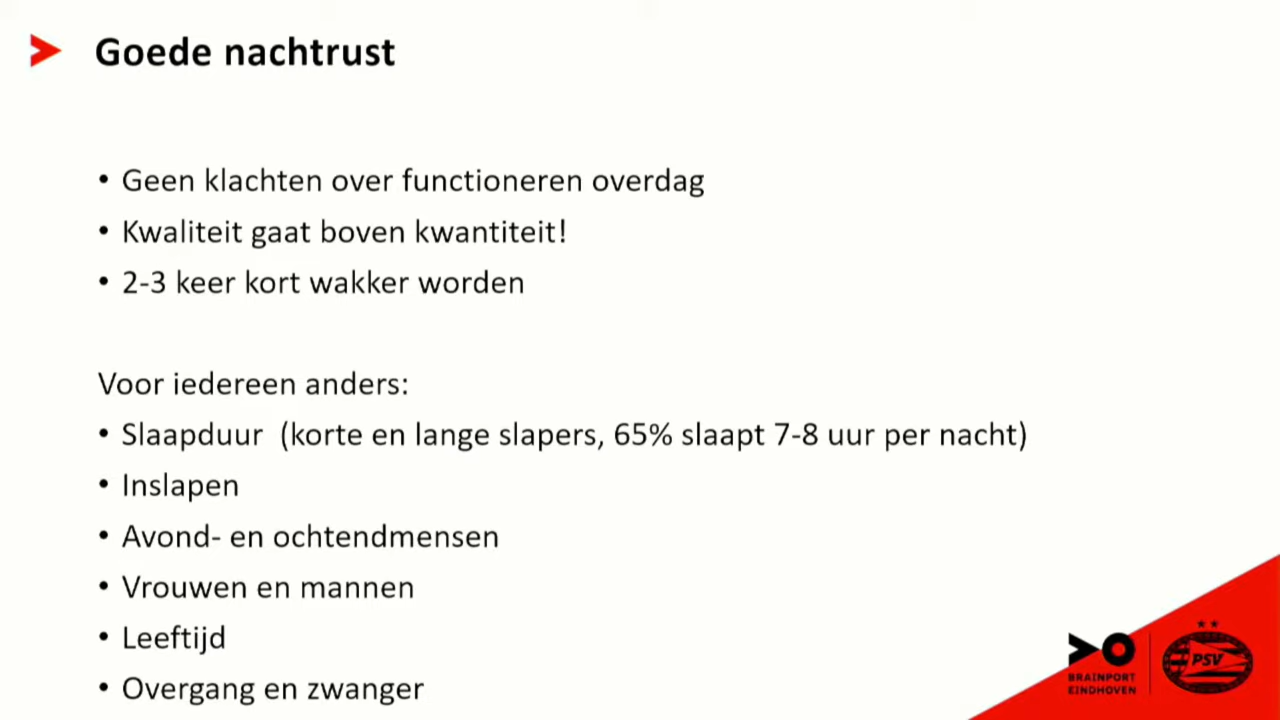 Goede nachtrust
• Geen klachten over functioneren overdag
• Kwaliteit gaat boven kwantiteit!
• 2-3 keer kort wakker worden
Voor iedereen anders:
• Slaapduur (korte en lange slapers, 65% slaapt 7-8 uur per nacht)
• Inslapen
• Avond- en ochtendmensen
• Vrouwen en mannen
• Leeftijd
• Overgang en zwanger
BRAINPORT
EINDHOVEN
PSV